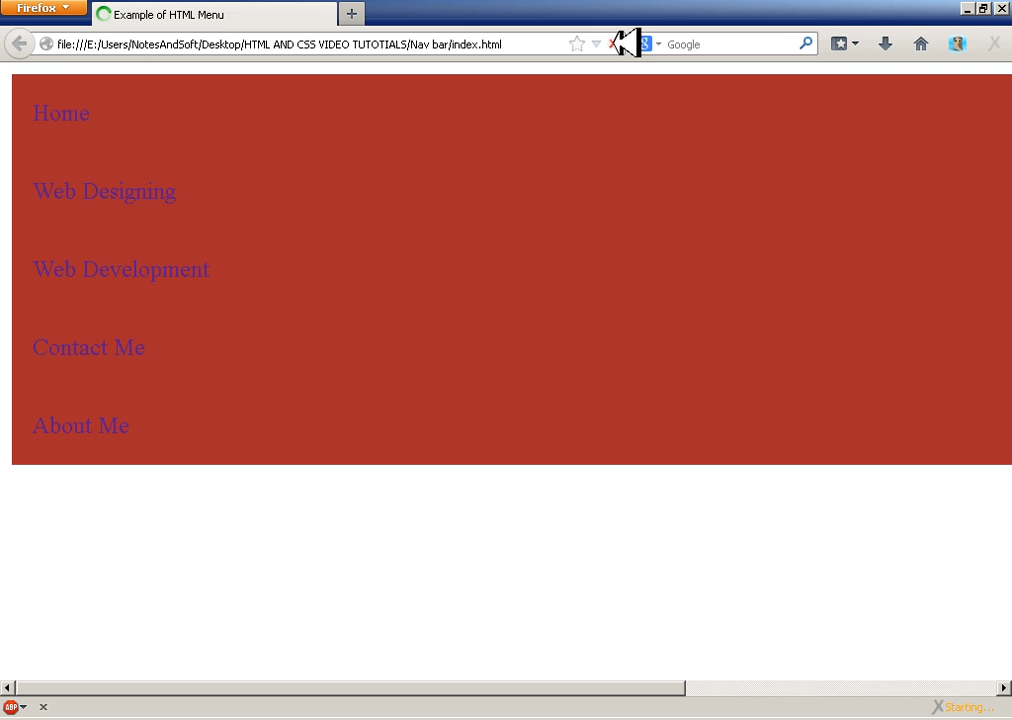 Firefox
Example of HTML Menu
file:///E:/Users/NotesAndSoft/Desktop/HTML AND CSS VIDEO TUTOTIALS/Nav bar/index.html
Google
Home
Web Designing
Web Development
Contact Me
About Me
ABP
Starting...